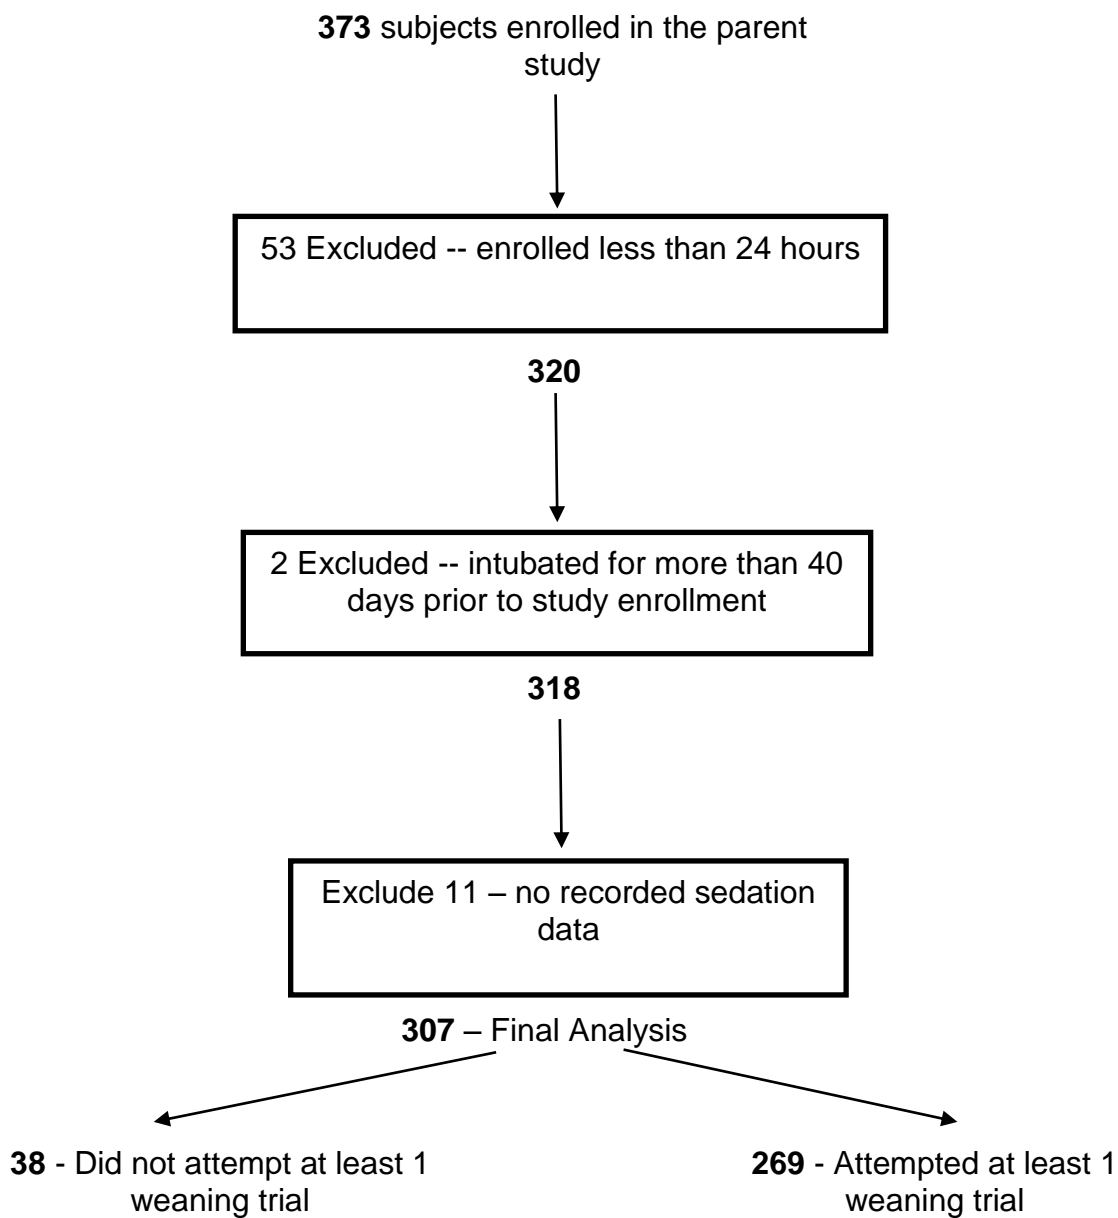 373 subjects enrolled in the parent
study
53 Excluded -- enrolled less than 24 hours
320
2 Excluded -- intubated for more than 40
days prior to study enrollment
318
Exclude 11 – no recorded sedation
data
307 – Final Analysis
38 - Did not attempt at least 1
weaning trial
269 - Attempted at least 1
weaning trial